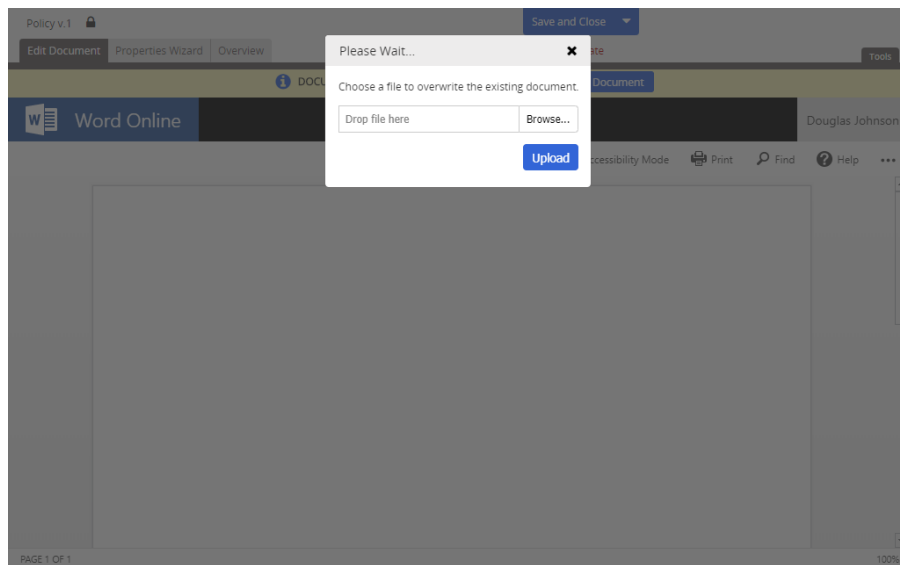 Policy v.1
Save and Close
Edit Document Properties Wizard Overview
Tools
Please Wait...
Choose a file to overwrite the existing document.
Drop file here Browse...
Upload
Document
W Word Online
Douglas Johnson
Print Find Help
PAGE 1 OF 1
100%